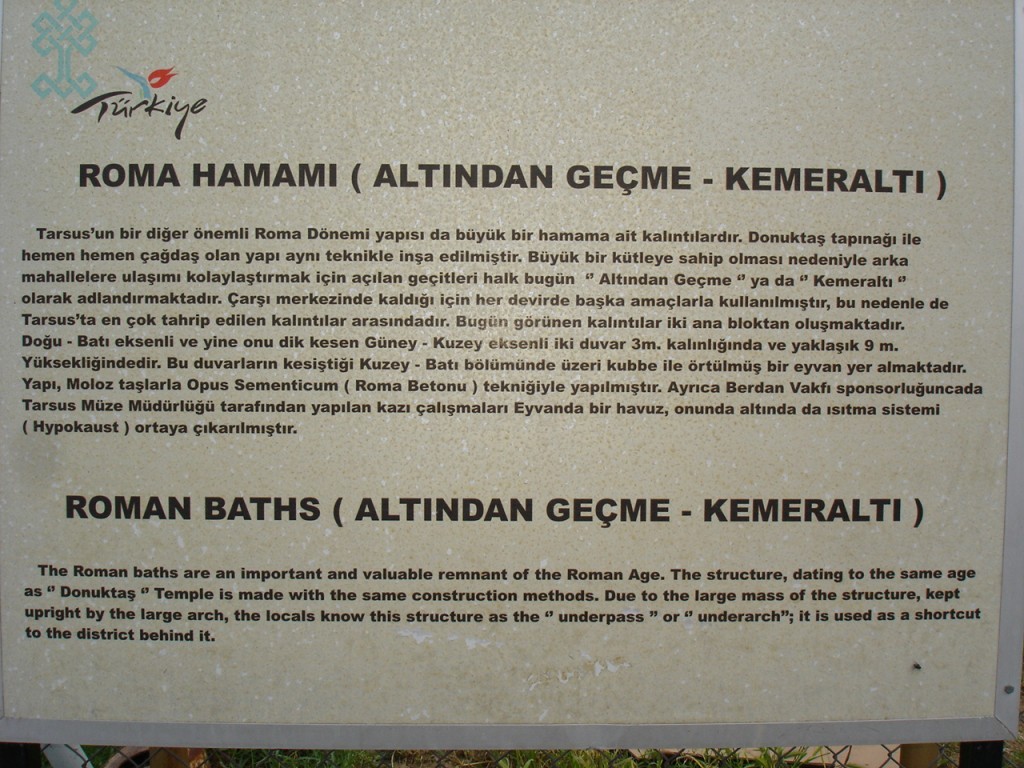 Türkiye
ROMA HAMAMI ( ALTINDAN GEÇME - KEMERALTI )
Tarsus'un bir diğer önemli Roma Dönemi yapısı da büyük bir hamama ait kalıntılardır. Donuktaş tapınağı ile
hemen hemen çağdaş olan yapı aynı teknikle inşa edilmiştir. Büyük bir kütleye sahip olması nedeniyle arka
mahallelere ulaşımı kolaylaştırmak için açılan geçitleri halk bugün “ Altından Geçme “ ya da “ Kemeraltı “
olarak adlandırmaktadır. Çarşı merkezinde kaldığı için her devirde başka amaçlarla kullanılmıştır, bu nedenle de
Tarsus'ta en çok tahrip edilen kalıntılar arasındadır. Bugün görünen kalıntılar iki ana bloktan oluşmaktadır.
Doğu - Batı eksenli ve yine onu dik kesen Güney - Kuzey eksenli iki duvar 3m. kalınlığında ve yaklaşık 9 m.
Yüksekliğindedir. Bu duvarların kesiştiği Kuzey - Batı bölümünde üzeri kubbe ile örtülmüş bir eyvan yer almaktadır.
Yapı, Moloz taşlarla Opus Sementicum ( Roma Betonu ) tekniğiyle yapılmıştır. Ayrıca Berdan Vakfı sponsorluğuncada
Tarsus Müze Müdürlüğü tarafından yapılan kazı çalışmaları Eyvanda bir havuz, onunda altında da ısıtma sistemi
( Hypokaust ) ortaya çıkarılmıştır.
ROMAN BATHS ( ALTINDAN GEÇME - KEMERALTI )
The Roman baths are an important and valuable remnant of the Roman Age. The structure, dating to the same age
as “ Donuktaş “ Temple is made with the same construction methods. Due to the large mass of the structure, kept
upright by the large arch, the locals know this structure as the “ underpass ” or “ underarch”; it is used as a shortcut
to the district behind it.